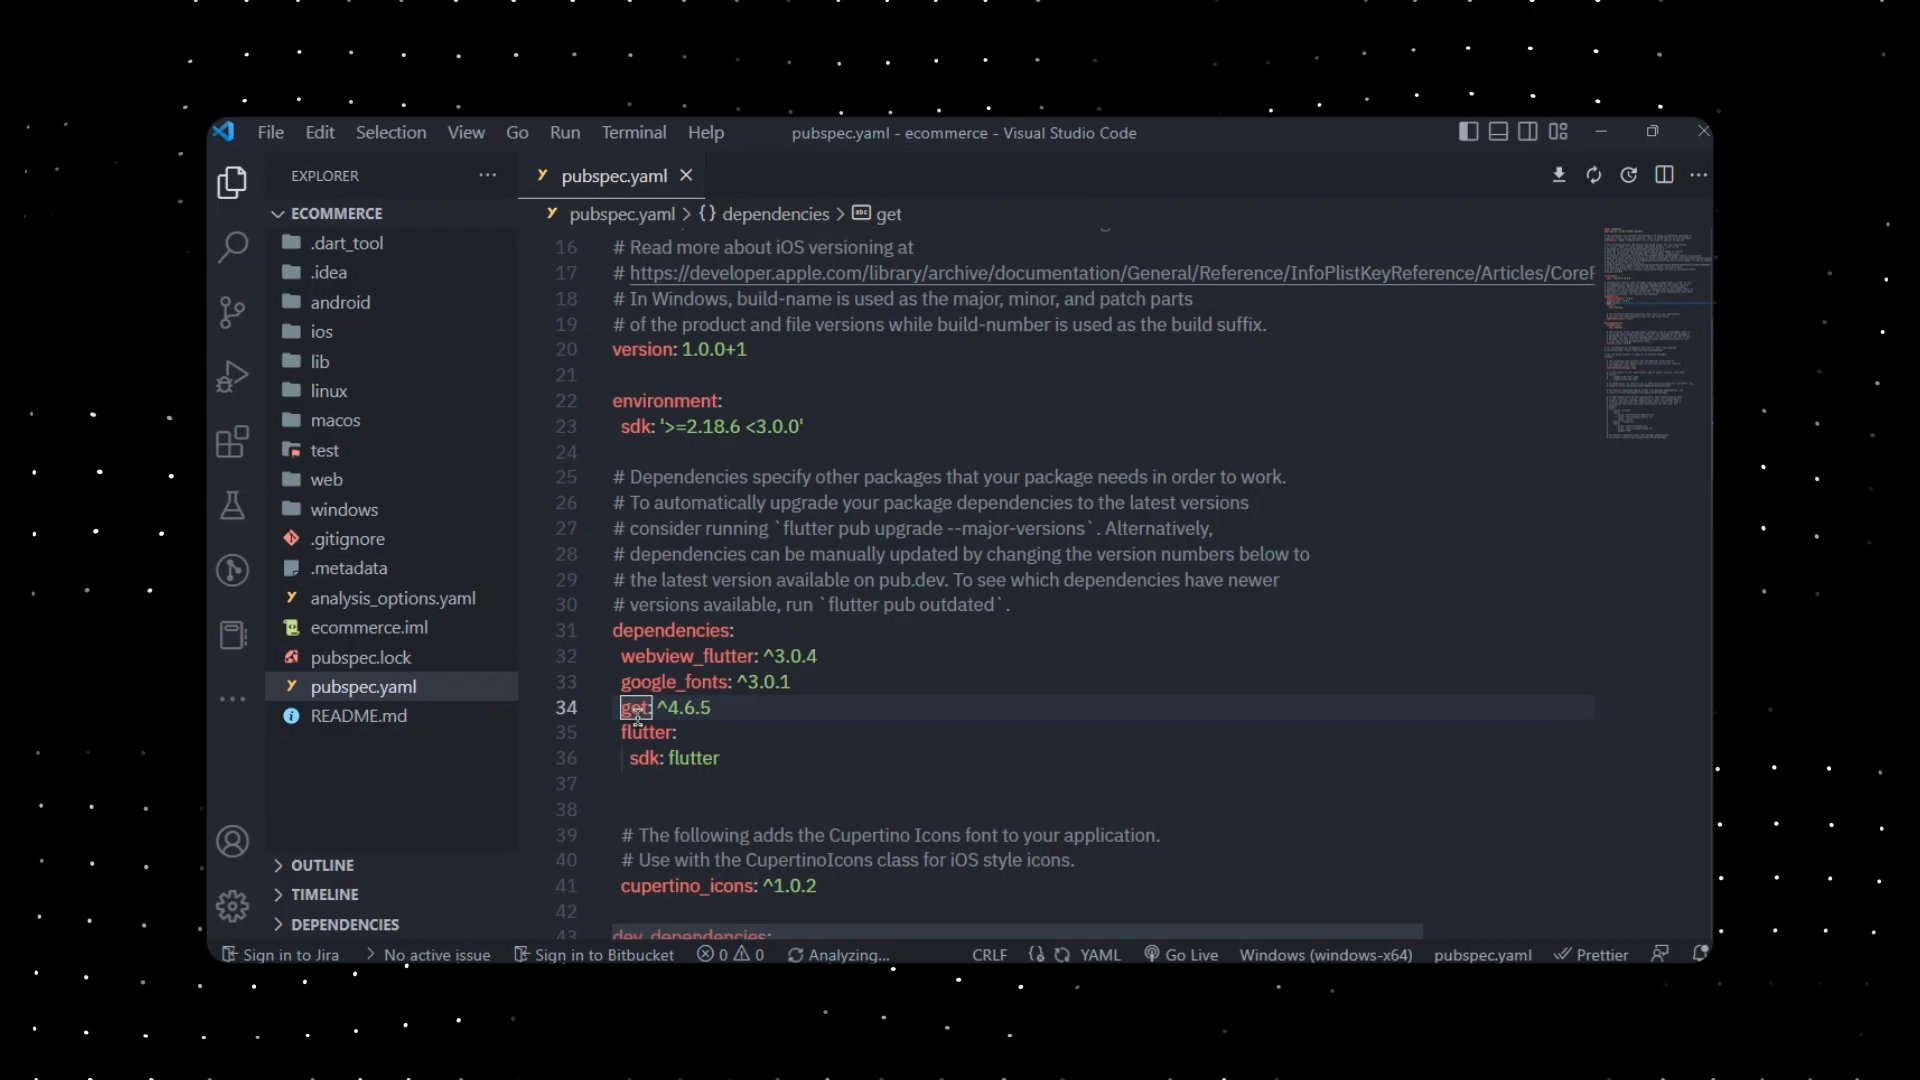 File Edit Selection View Go Run Terminal Help
pubspec.yaml - ecommerce - Visual Studio Code
EXPLORER
pubspec.yaml
ECOMMERCE
.dart_tool
.idea
android
ios
lib
linux
macos
test
web
windows
.gitignore
.metadata
analysis_options.yaml
ecommerce.iml
pubspec.lock
pubspec.yaml
README.md
OUTLINE
TIMELINE
DEPENDENCIES
pubspec.yaml > {} dependencies > abc get
16 # Read more about iOS versioning at
17 # https://developer.apple.com/library/archive/documentation/General/Reference/InfoPlistKeyReference/Articles/CoreF
18 # In Windows, build-name is used as the major, minor, and patch parts
19 # of the product and file versions while build-number is used as the build suffix.
20 version: 1.0.0+1
21
22 environment:
23 sdk: '>=2.18.6 <3.0.0'
24
25 # Dependencies specify other packages that your package needs in order to work.
26 # To automatically upgrade your package dependencies to the latest versions
27 # consider running `flutter pub upgrade --major-versions`. Alternatively,
28 # dependencies can be manually updated by changing the version numbers below to
29 # the latest version available on pub.dev. To see which dependencies have newer
30 # versions available, run `flutter pub outdated`.
31 dependencies:
32 webview_flutter: ^3.0.4
33 google_fonts: ^3.0.1
34 get: ^4.6.5
35 flutter:
36 sdk: flutter
37
38
39 # The following adds the Cupertino Icons font to your application.
40 # Use with the CupertinoIcons class for iOS style icons.
41 cupertino_icons: ^1.0.2
42
43 dev_dependencies:
Sign in to Jira > No active issue Sign in to Bitbucket 0 0 Analyzing... CRLF YAML Go Live Windows (windows-x64) pubspec.yaml Prettier